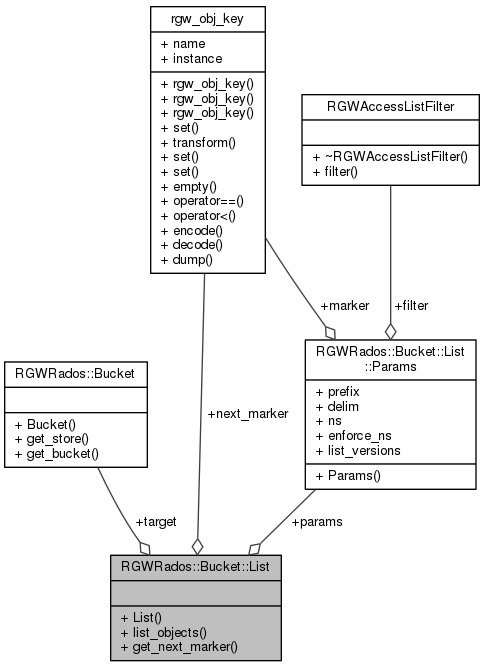 rgw_obj_key
+ name
+ instance
+ rgw_obj_key()
+ rgw_obj_key()
+ rgw_obj_key()
+ set()
+ transform()
+ set()
+ set()
+ empty()
+ operator==()
+ operator<()
+ encode()
+ decode()
+ dump()
RGWAccessListFilter
+ ~RGWAccessListFilter()
+ filter()
+marker
+filter
RGWRados::Bucket::List
::Params
+ prefix
+ delim
+ ns
+ enforce_ns
+ list_versions
+ Params()
RGWRados::Bucket
+ Bucket()
+ get_store()
+ get_bucket()
+next_marker
+target
+params
RGWRados::Bucket::List
+ List()
+ list_objects()
+ get_next_marker()